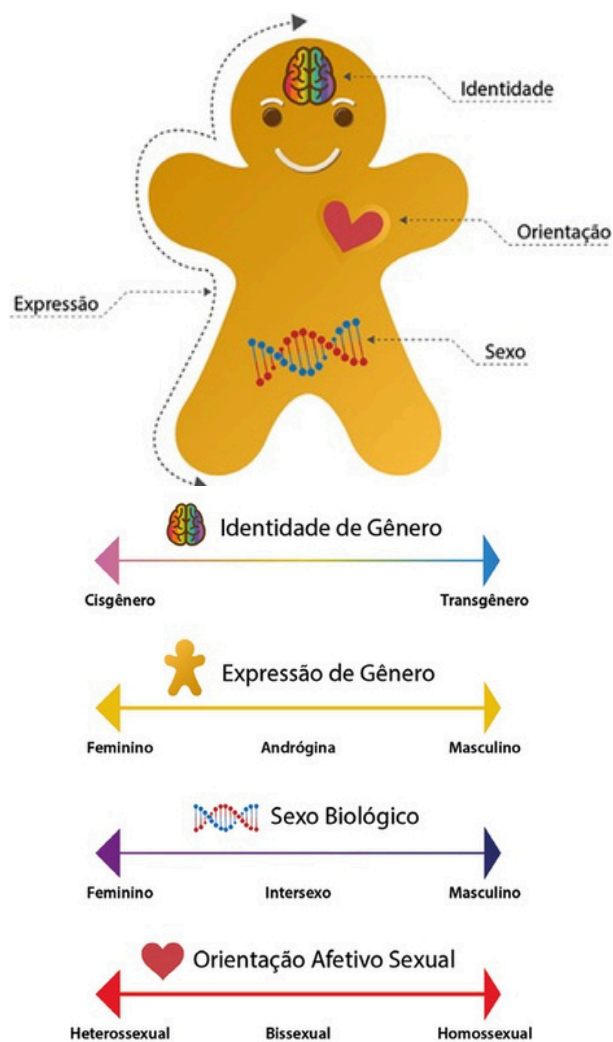 Identidade
Orientação
Expressão
Sexo
Identidade de Gênero
Cisgênero Transgênero
Expressão de Gênero
Feminino Andrógina Masculino
Sexo Biológico
Feminino Intersexo Masculino
Orientação Afetivo Sexual
Heterossexual Bissexual Homossexual